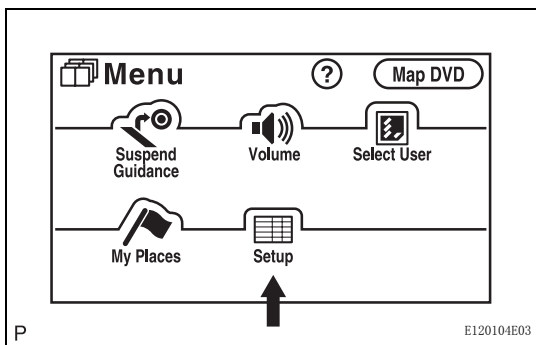 Menu
?
Map DVD
Suspend
Guidance
Volume
Select User
My Places
Setup
P
E120104E03